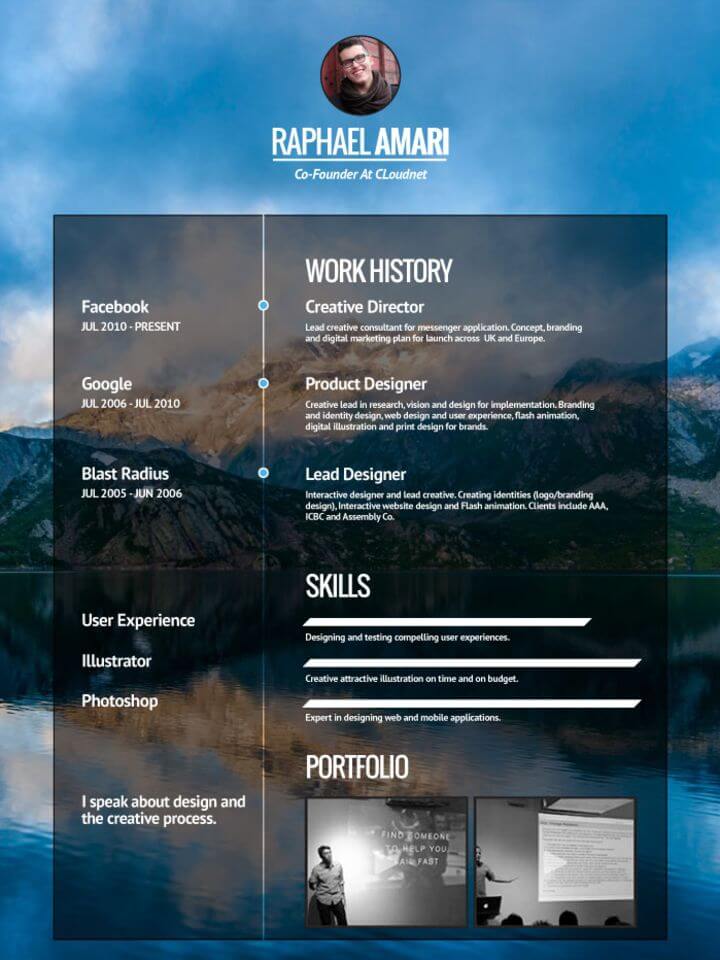 RAPHAEL AMARI
Co-Founder At CLoudnet
WORK HISTORY
Facebook
JUL 2010 - PRESENT
Creative Director
Lead creative consultant for messenger application. Concept, branding
and digital marketing plan for launch across UK and Europe.
Google
JUL 2006 - JUL 2010
Product Designer
Creative lead in research, vision and design for implementation. Branding
and identity design, web design and user experience, flash animation,
digital illustration and print design for brands.
Blast Radius
JUL 2005 - JUN 2006
Lead Designer
Interactive designer and lead creative. Creating identities (logo/branding
design), Interactive website design and Flash animation. Clients include AAA,
ICBC and Assembly Co.
SKILLS
User Experience
Designing and testing compelling user experiences.
Illustrator
Creative attractive illustration on time and on budget.
Photoshop
Expert in designing web and mobile applications.
PORTFOLIO
I speak about design and
the creative process.
FIND SOMEONE
TO HELP YOU
FAIL FAST